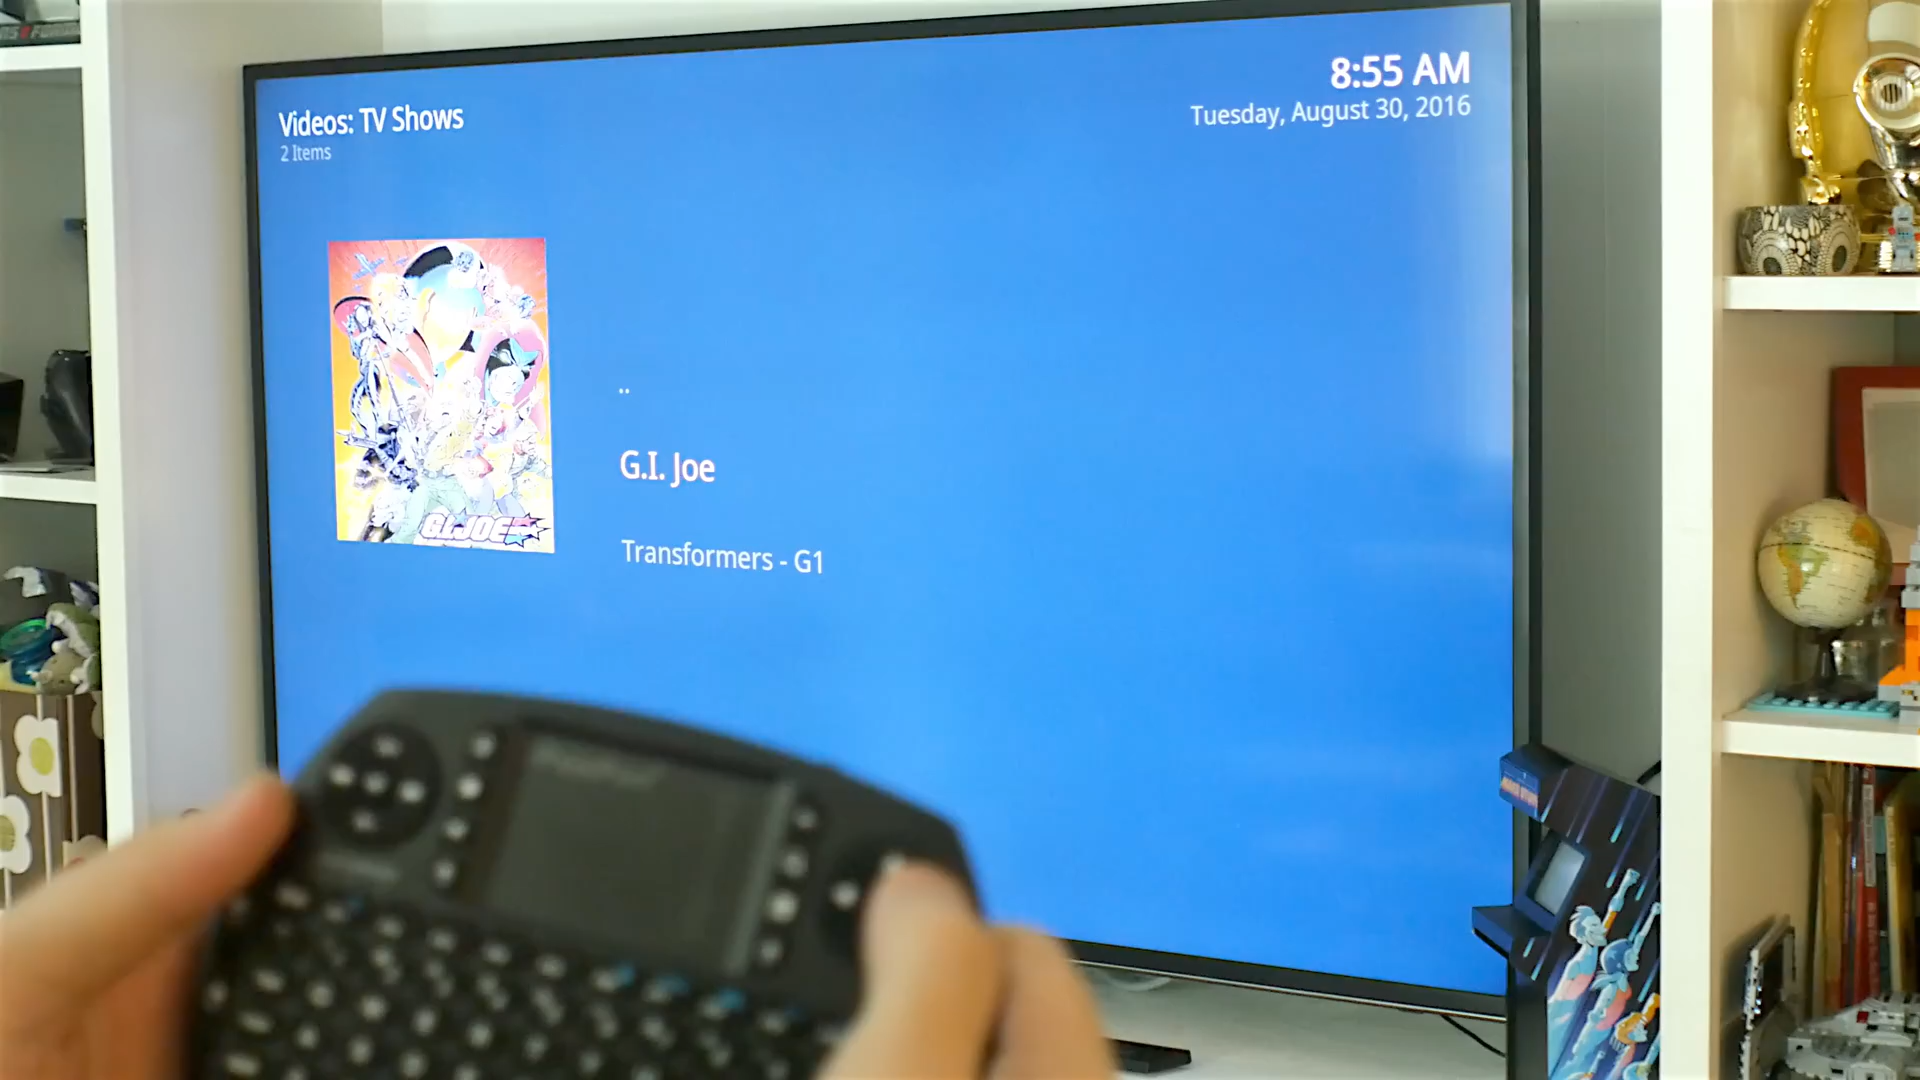 8:55 AM
Tuesday, August 30, 2016
Videos: TV Shows
2 Items
..
G.I. Joe
Transformers - G1
G.I. JOE